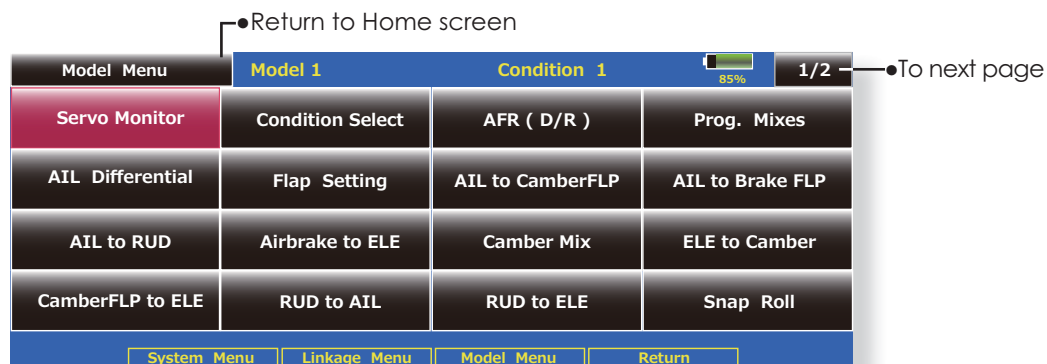 ●Return to Home screen
Model Menu Model 1 Condition 1 85% 1/2 ●To next page
Servo Monitor Condition Select AFR ( D/R ) Prog. Mixes
AIL Differential Flap Setting AIL to CamberFLP AIL to Brake FLP
AIL to RUD Airbrake to ELE Camber Mix ELE to Camber
CamberFLP to ELE RUD to AIL RUD to ELE Snap Roll
System Menu Linkage Menu Model Menu Return